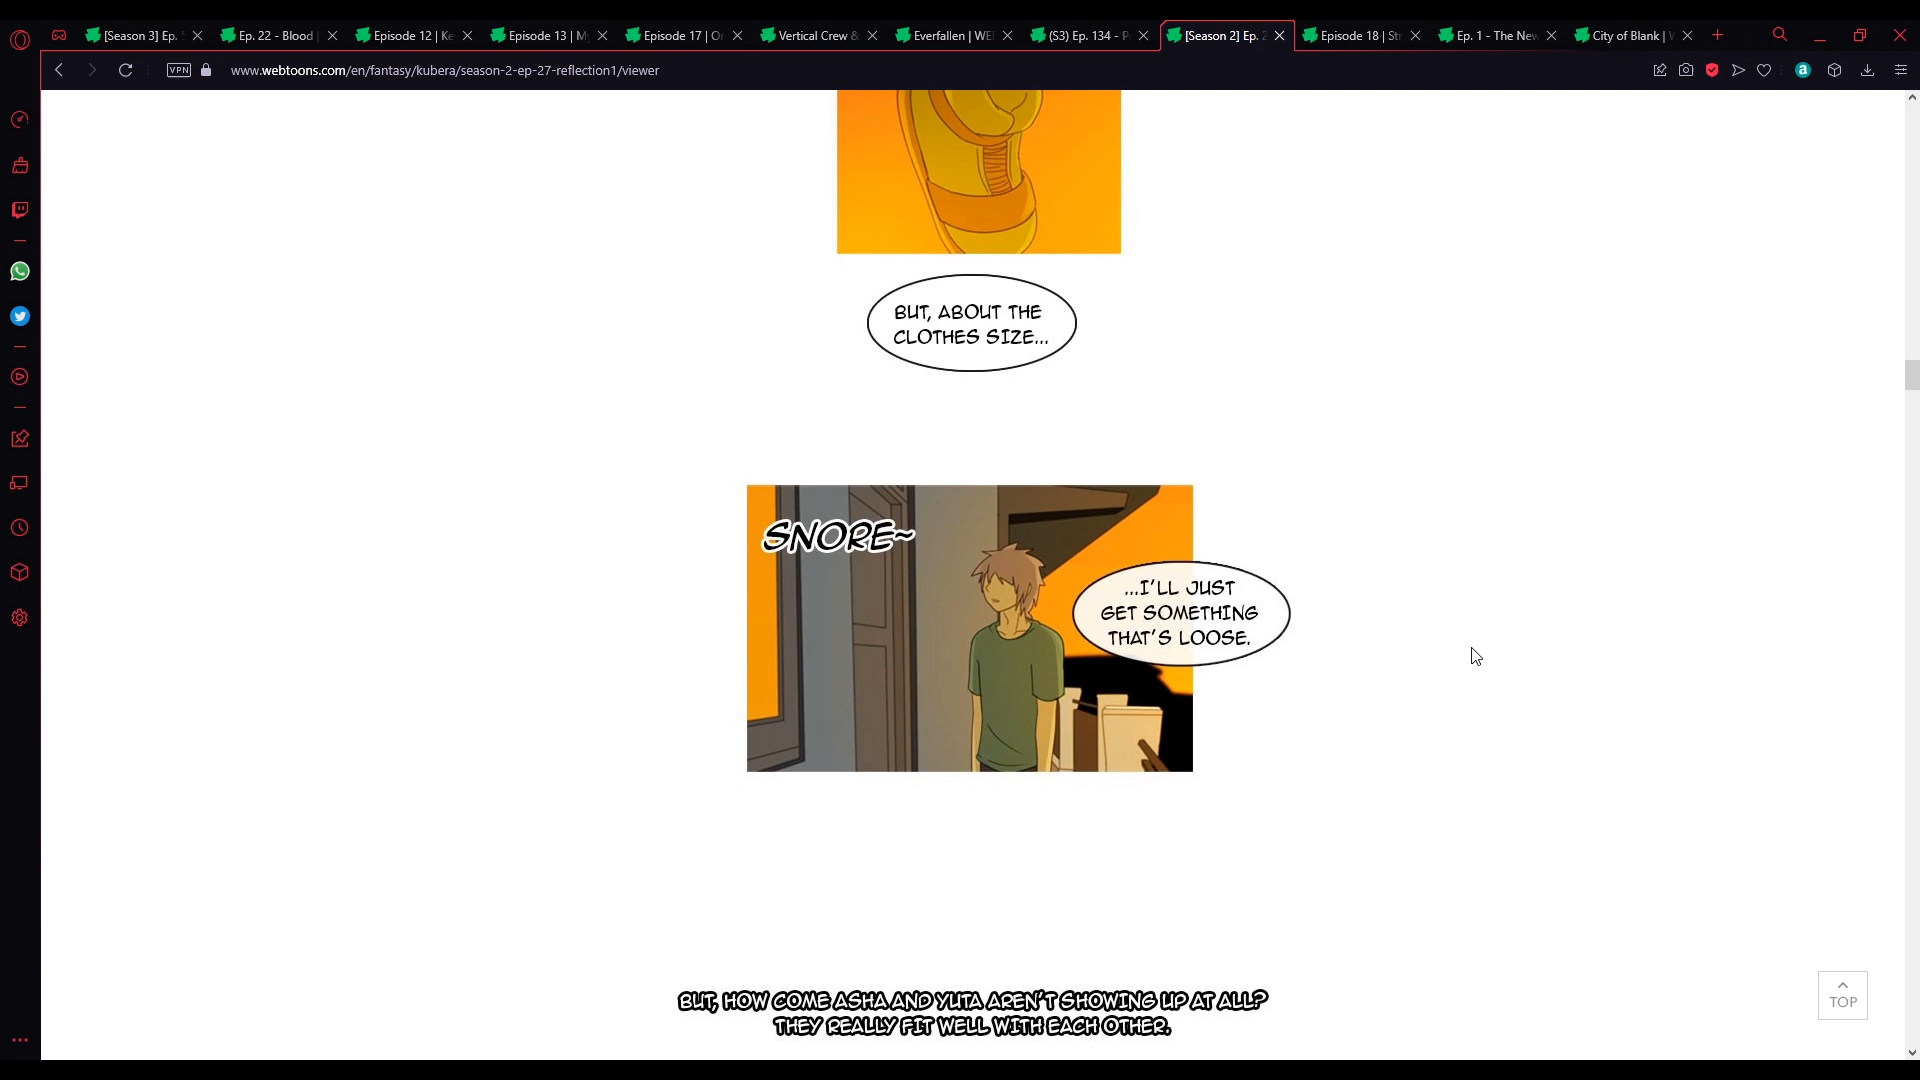 [Season 3] Ep.
Ep. 22 - Blood |
Episode 12 | Ke
Episode 13 | M
Episode 17 | Or
Vertical Crew &
Everfallen | WE
(S3) Ep. 134 - P
[Season 2] Ep. 2
Episode 18 | St
Ep. 1 - The New
City of Blank | W
VPN
www.webtoons.com/en/fantasy/kubera/season-2-ep-27-reflection1/viewer
BUT, ABOUT THE
CLOTHES SIZE...
SNORE~
...I'LL JUST
GET SOMETHING
THAT'S LOOSE.
BUT, HOW COME ASHA AND YUTA AREN'T SHOWING UP AT ALL?
THEY REALLY FIT WELL WITH EACH OTHER.
TOP